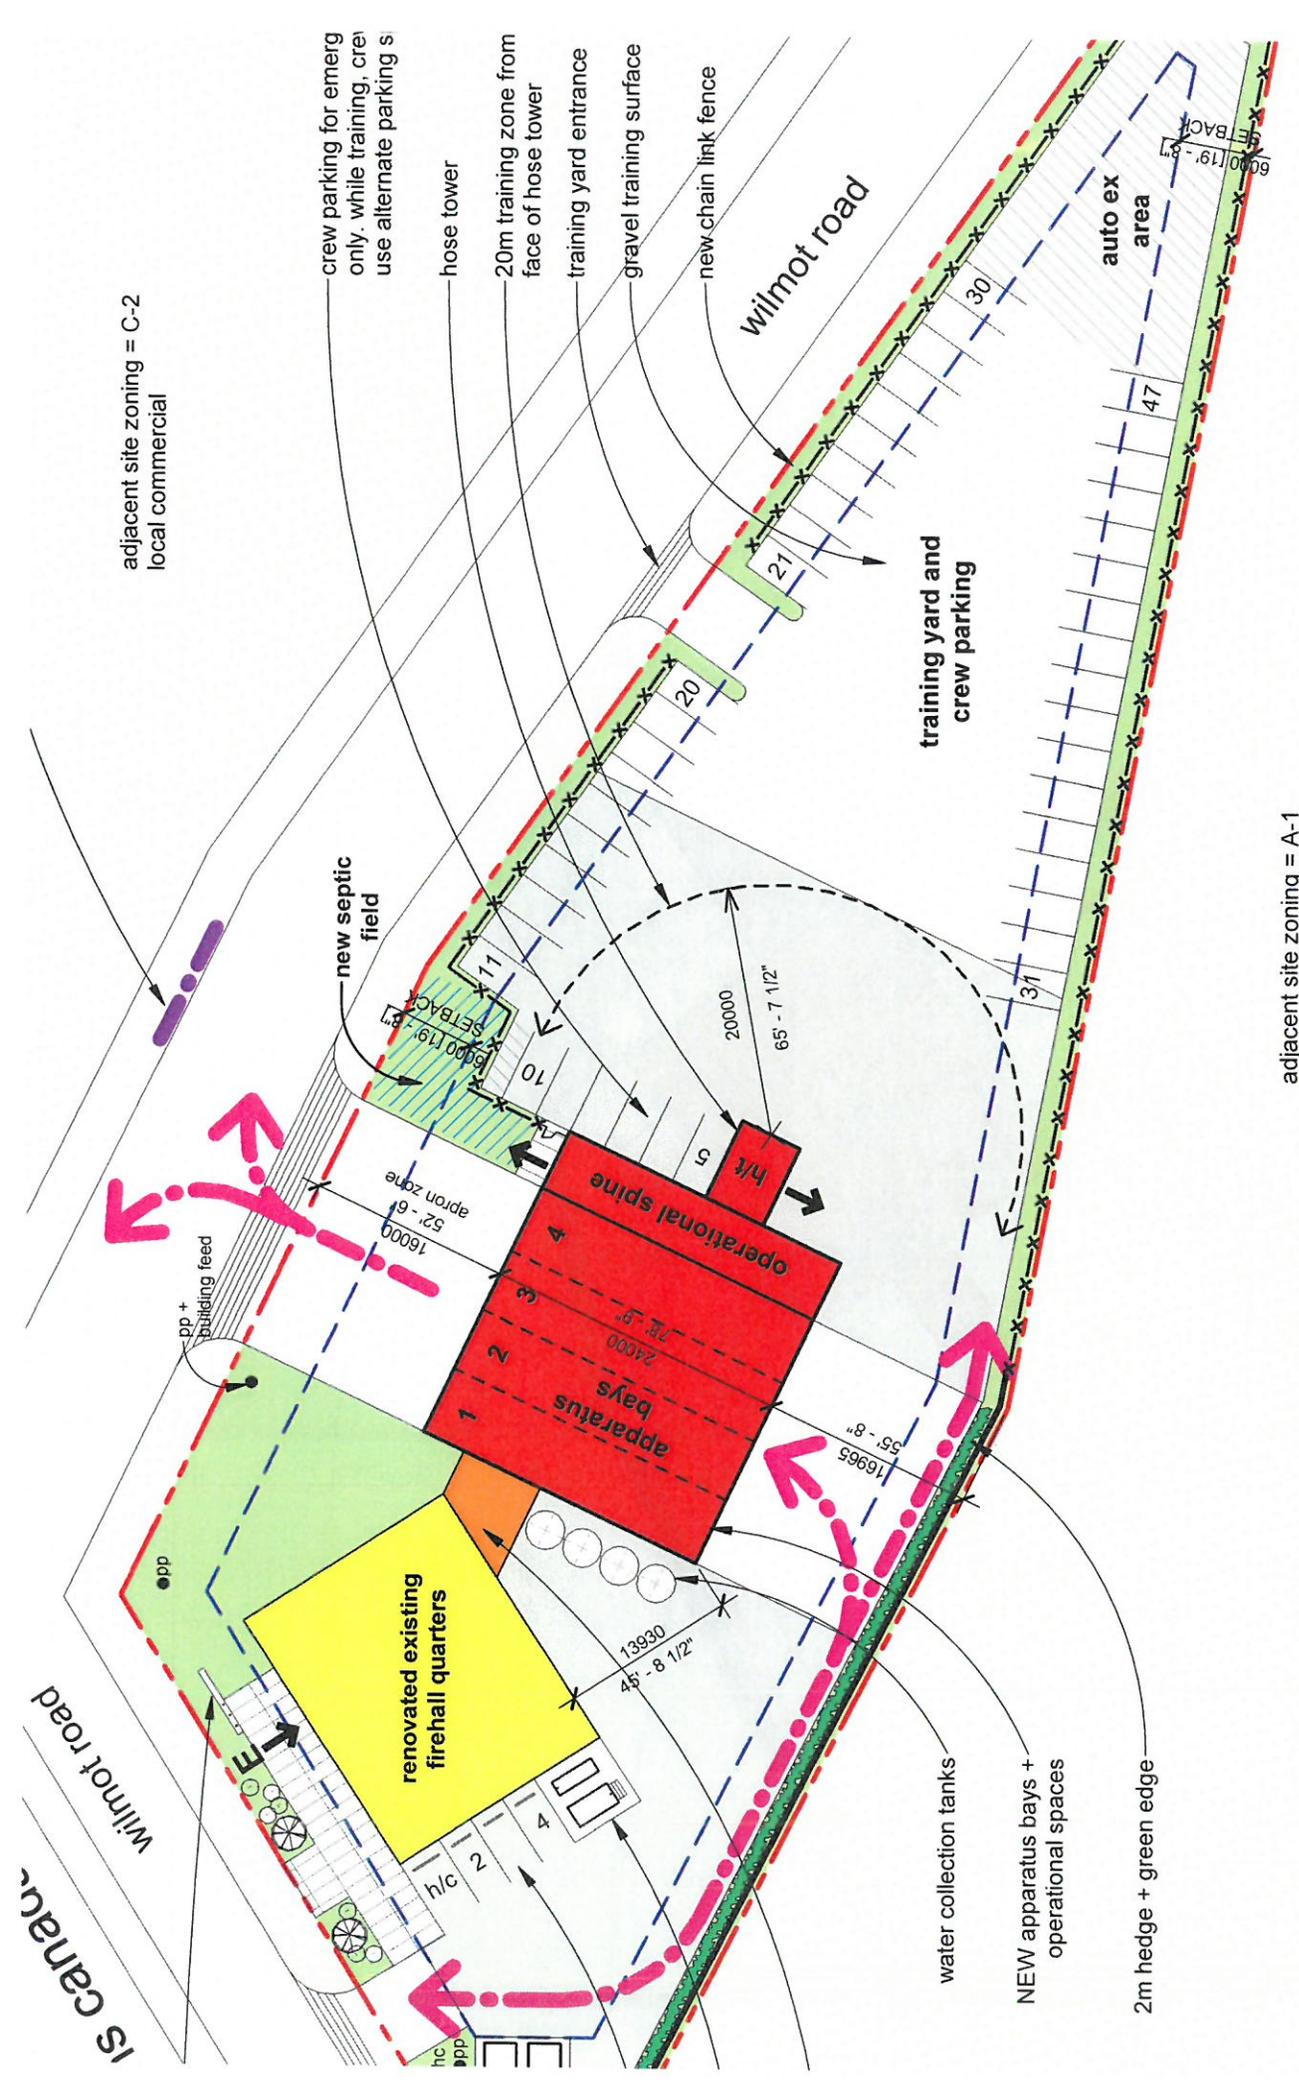 crew parking for emerg
only. while training, crew
use alternate parking s
hose tower
20m training zone from
face of hose tower
training yard entrance
gravel training surface
new chain link fence
wilmot road
adjacent site zoning = C-2
local commercial
auto ex
area
6000 [19' - 8"]
SETBACK
30
47
21
20
training yard and
crew parking
new septic
field
11
6000 [19' - 8"]
SETBACK
10
31
20000
65' - 7 1/2"
adjacent site zoning = A-1
5
h/t
operational spine
16000
52' - 6"
apron zone
pp +
building feed
4
3
2
1
24000
78' - 9"
apparatus
bays
16965
55' - 8"
pp
renovated existing
firehall quarters
13930
45' - 8 1/2"
wilmot road
E
h/c
2
4
is canada
hc
pp
water collection tanks
NEW apparatus bays +
operational spaces
2m hedge + green edge